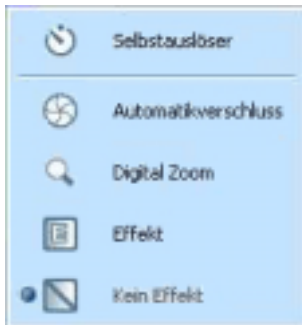 Selbstauslöser
Automatikverschluss
Digital Zoom
Effekt
Kein Effekt